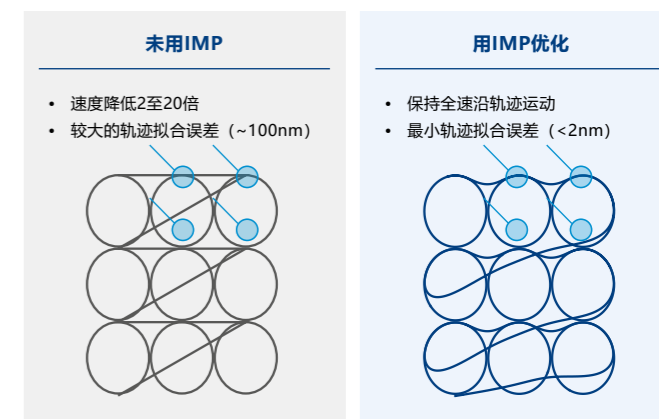 未用IMP
• 速度降低2至20倍
• 较大的轨迹拟合误差（~100nm）
用IMP优化
• 保持全速沿轨迹运动
• 最小轨迹拟合误差（<2nm）